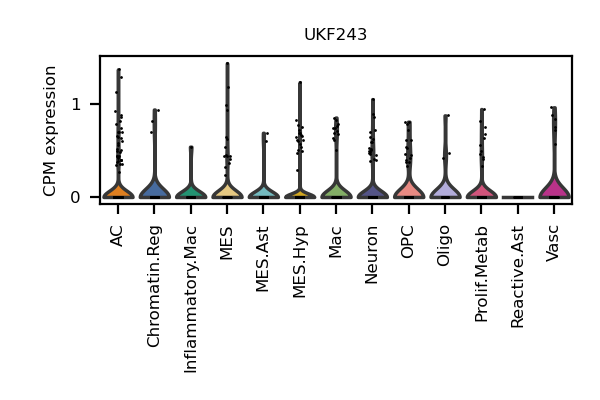 UKF243
CPM expression
1
0
AC
Chromatin.Reg
Inflammatory.Mac
MES
MES.Ast
MES.Hyp
Mac
Neuron
OPC
Oligo
Prolif.Metab
Reactive.Ast
Vasc